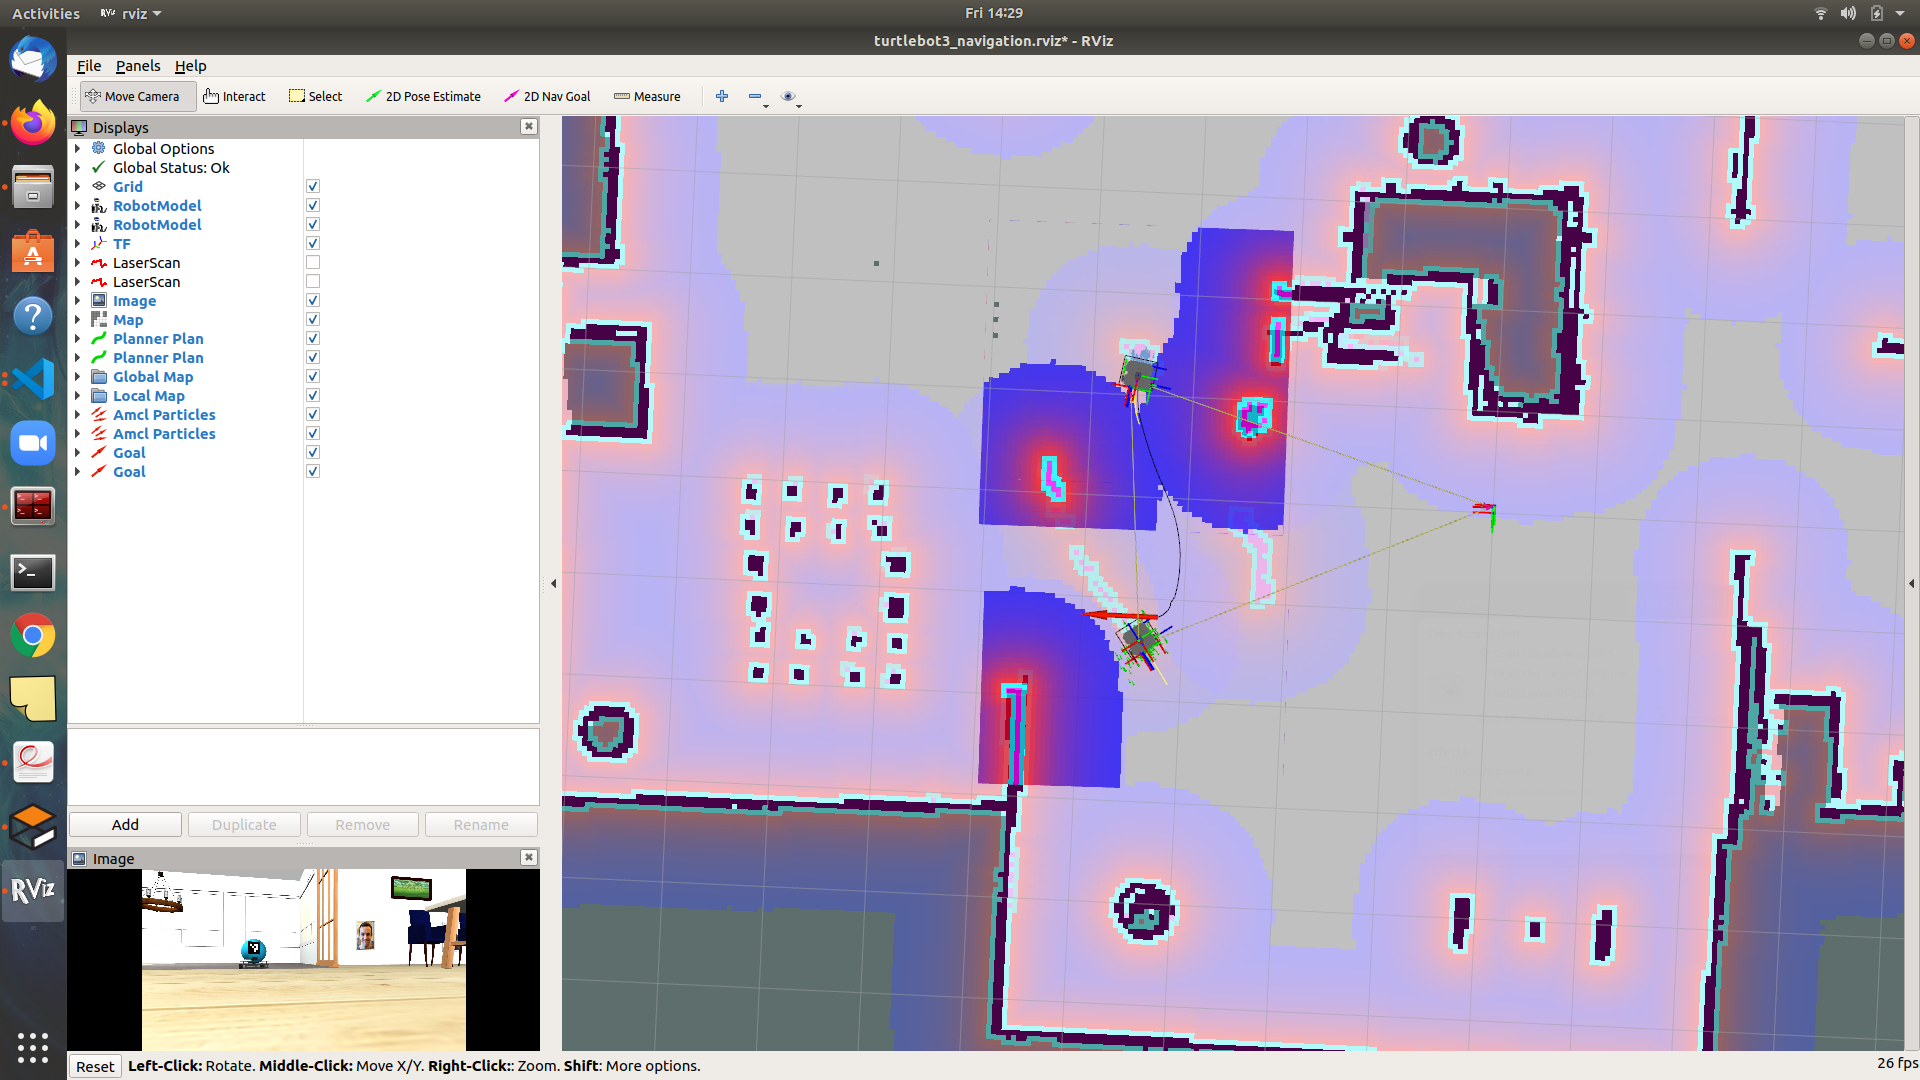 Activities
rviz
Fri 14:29
turtlebot3_navigation.rviz* - RViz
File Panels Help
Move Camera
Interact
Select
2D Pose Estimate
2D Nav Goal
Measure
Displays
Global Options
Global Status: Ok
Grid
RobotModel
RobotModel
TF
LaserScan
LaserScan
Image
Map
Planner Plan
Planner Plan
Global Map
Local Map
Amcl Particles
Amcl Particles
Goal
Goal
Add
Duplicate
Remove
Rename
Image
RViz
Reset
Left-Click: Rotate. Middle-Click: Move X/Y. Right-Click:: Zoom. Shift: More options.
26 fps